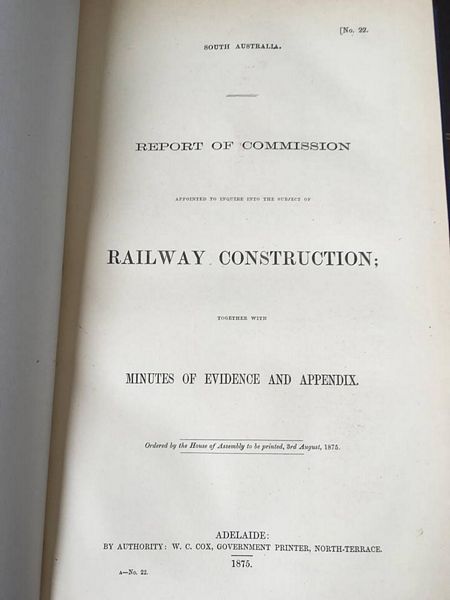 [No. 22.
SOUTH AUSTRALIA.
REPORT OF COMMISSION
APPOINTED TO INQUIRE INTO THE SUBJECT OF
RAILWAY CONSTRUCTION;
TOGETHER WITH
MINUTES OF EVIDENCE AND APPENDIX.
Ordered by the House of Assembly to be printed, 3rd August, 1875.
ADELAIDE:
BY AUTHORITY: W. C. COX, GOVERNMENT PRINTER, NORTH-TERRACE.
1875.
A—No. 22.